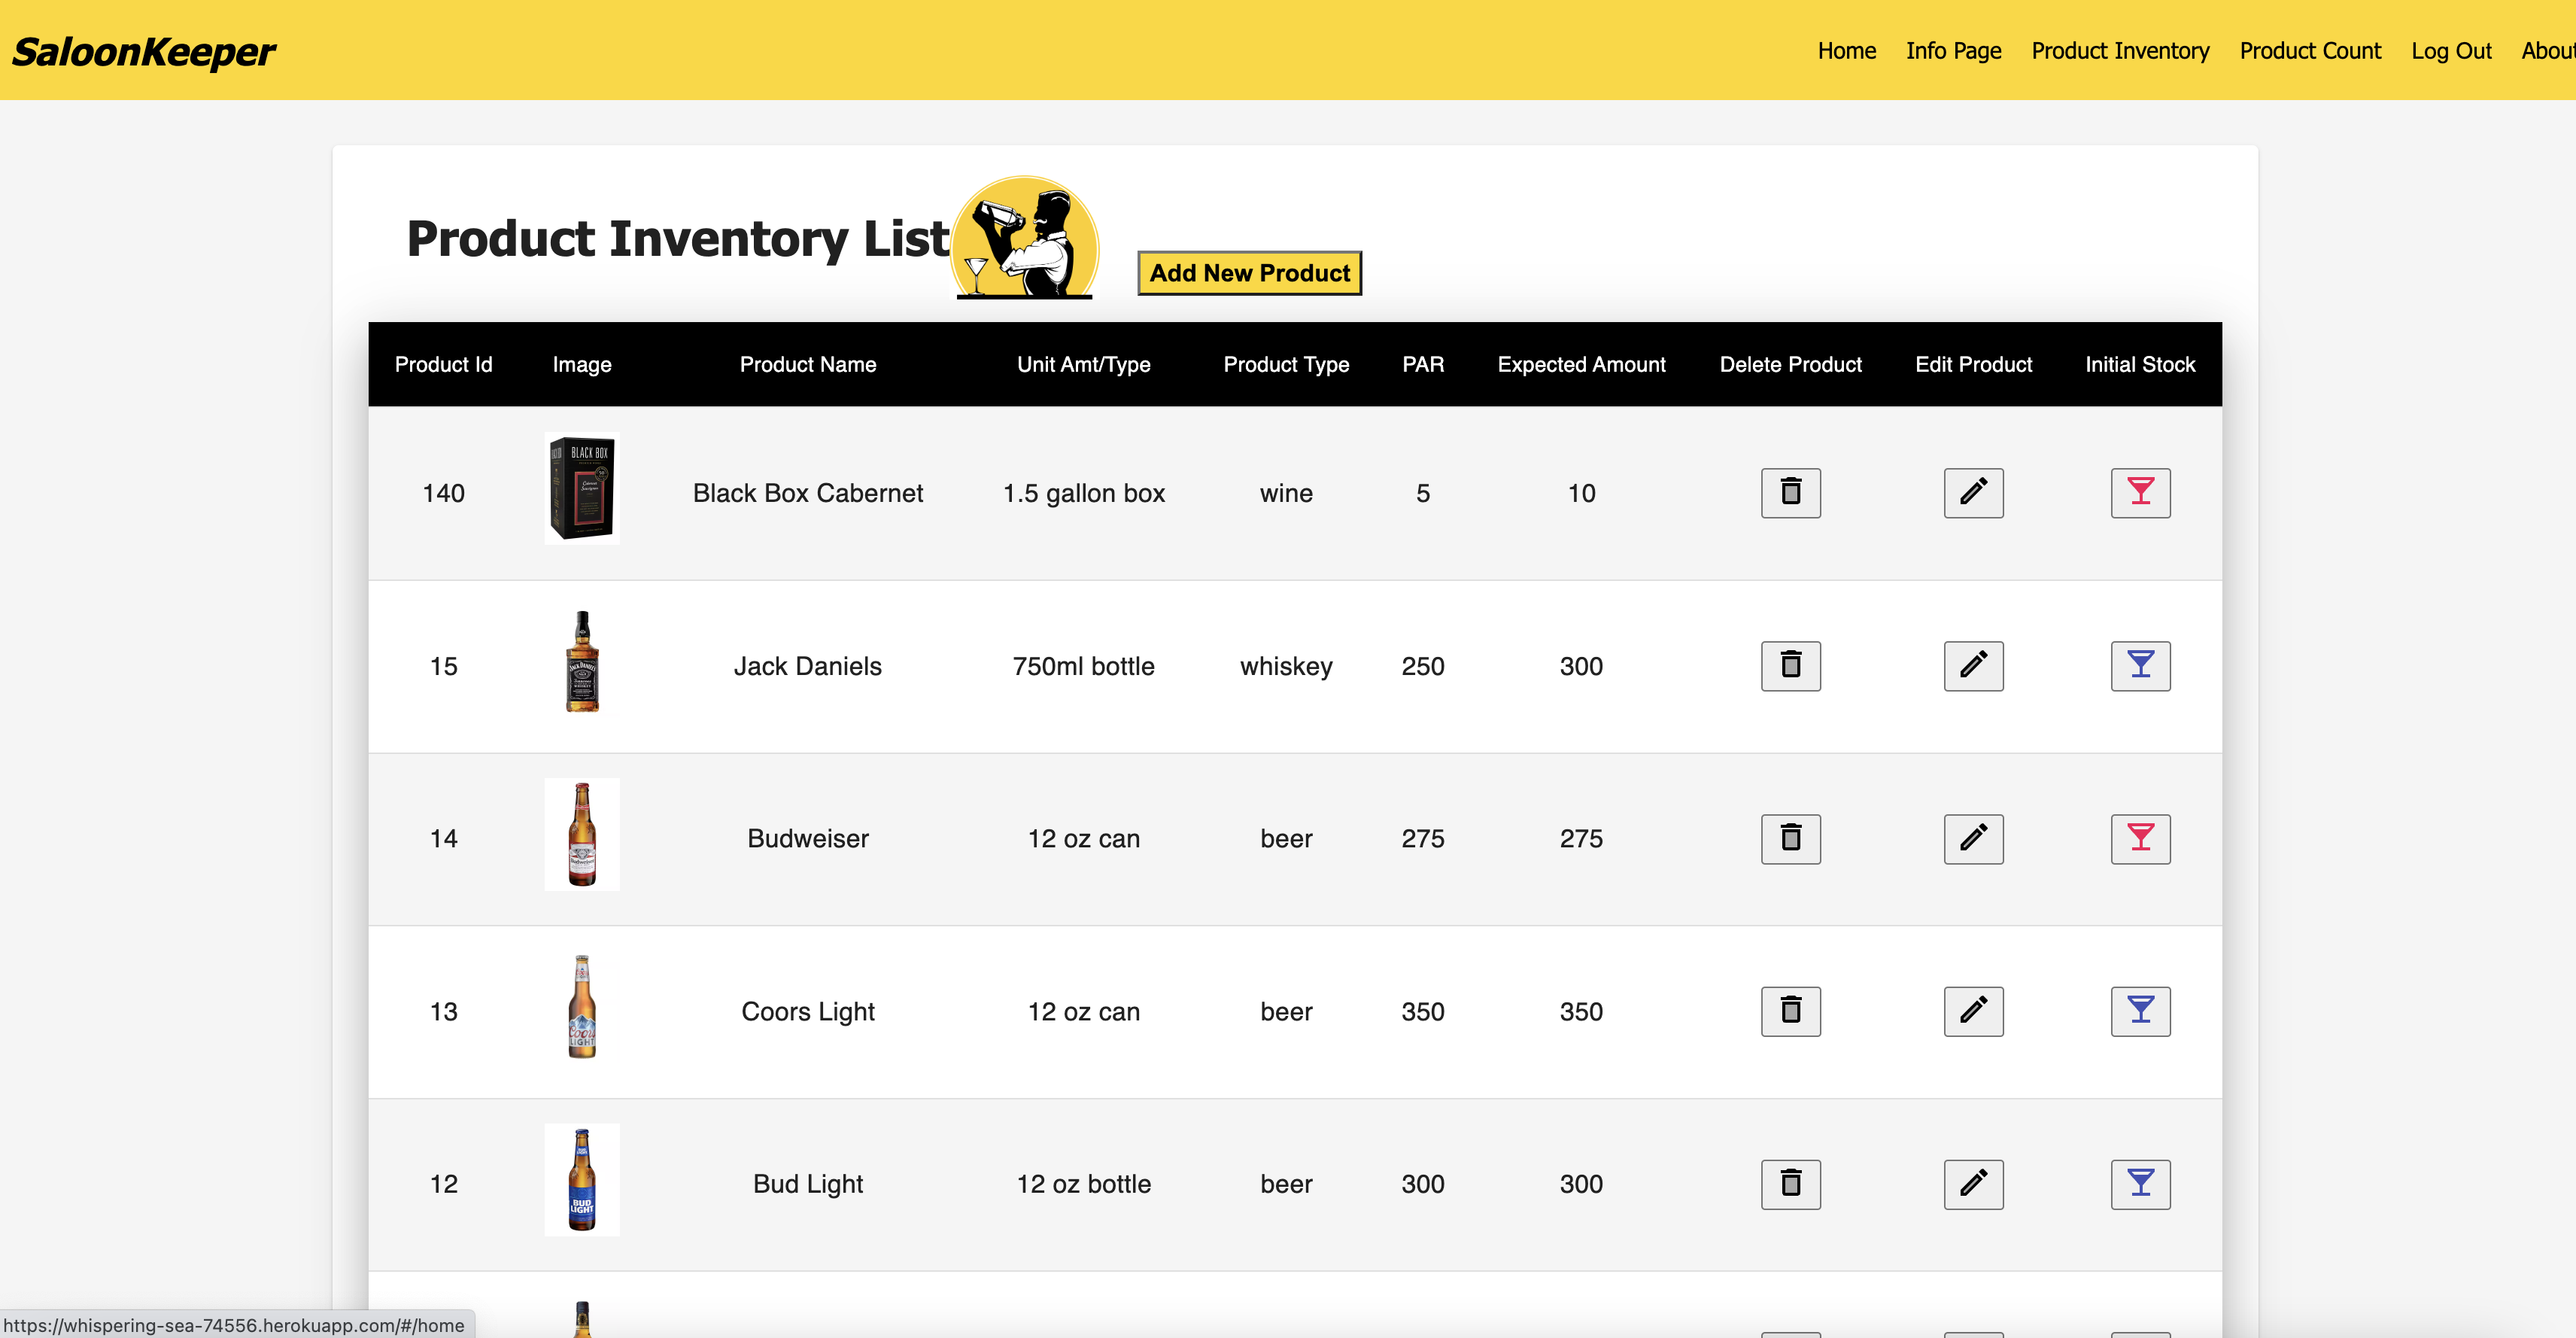 SaloonKeeper
Home Info Page Product Inventory Product Count Log Out About
Product Inventory List
Add New Product
Product Id Image Product Name Unit Amt/Type Product Type PAR Expected Amount Delete Product Edit Product Initial Stock
BLACK BOX
140 Black Box Cabernet 1.5 gallon box wine 5 10
15 Jack Daniels 750ml bottle whiskey 250 300
14 Budweiser 12 oz can beer 275 275
13 Coors Light 12 oz can beer 350 350
Coors
LIGHT
12 Bud Light 12 oz bottle beer 300 300
BUD
LIGHT
https://whispering-sea-74556.herokuapp.com/#/home